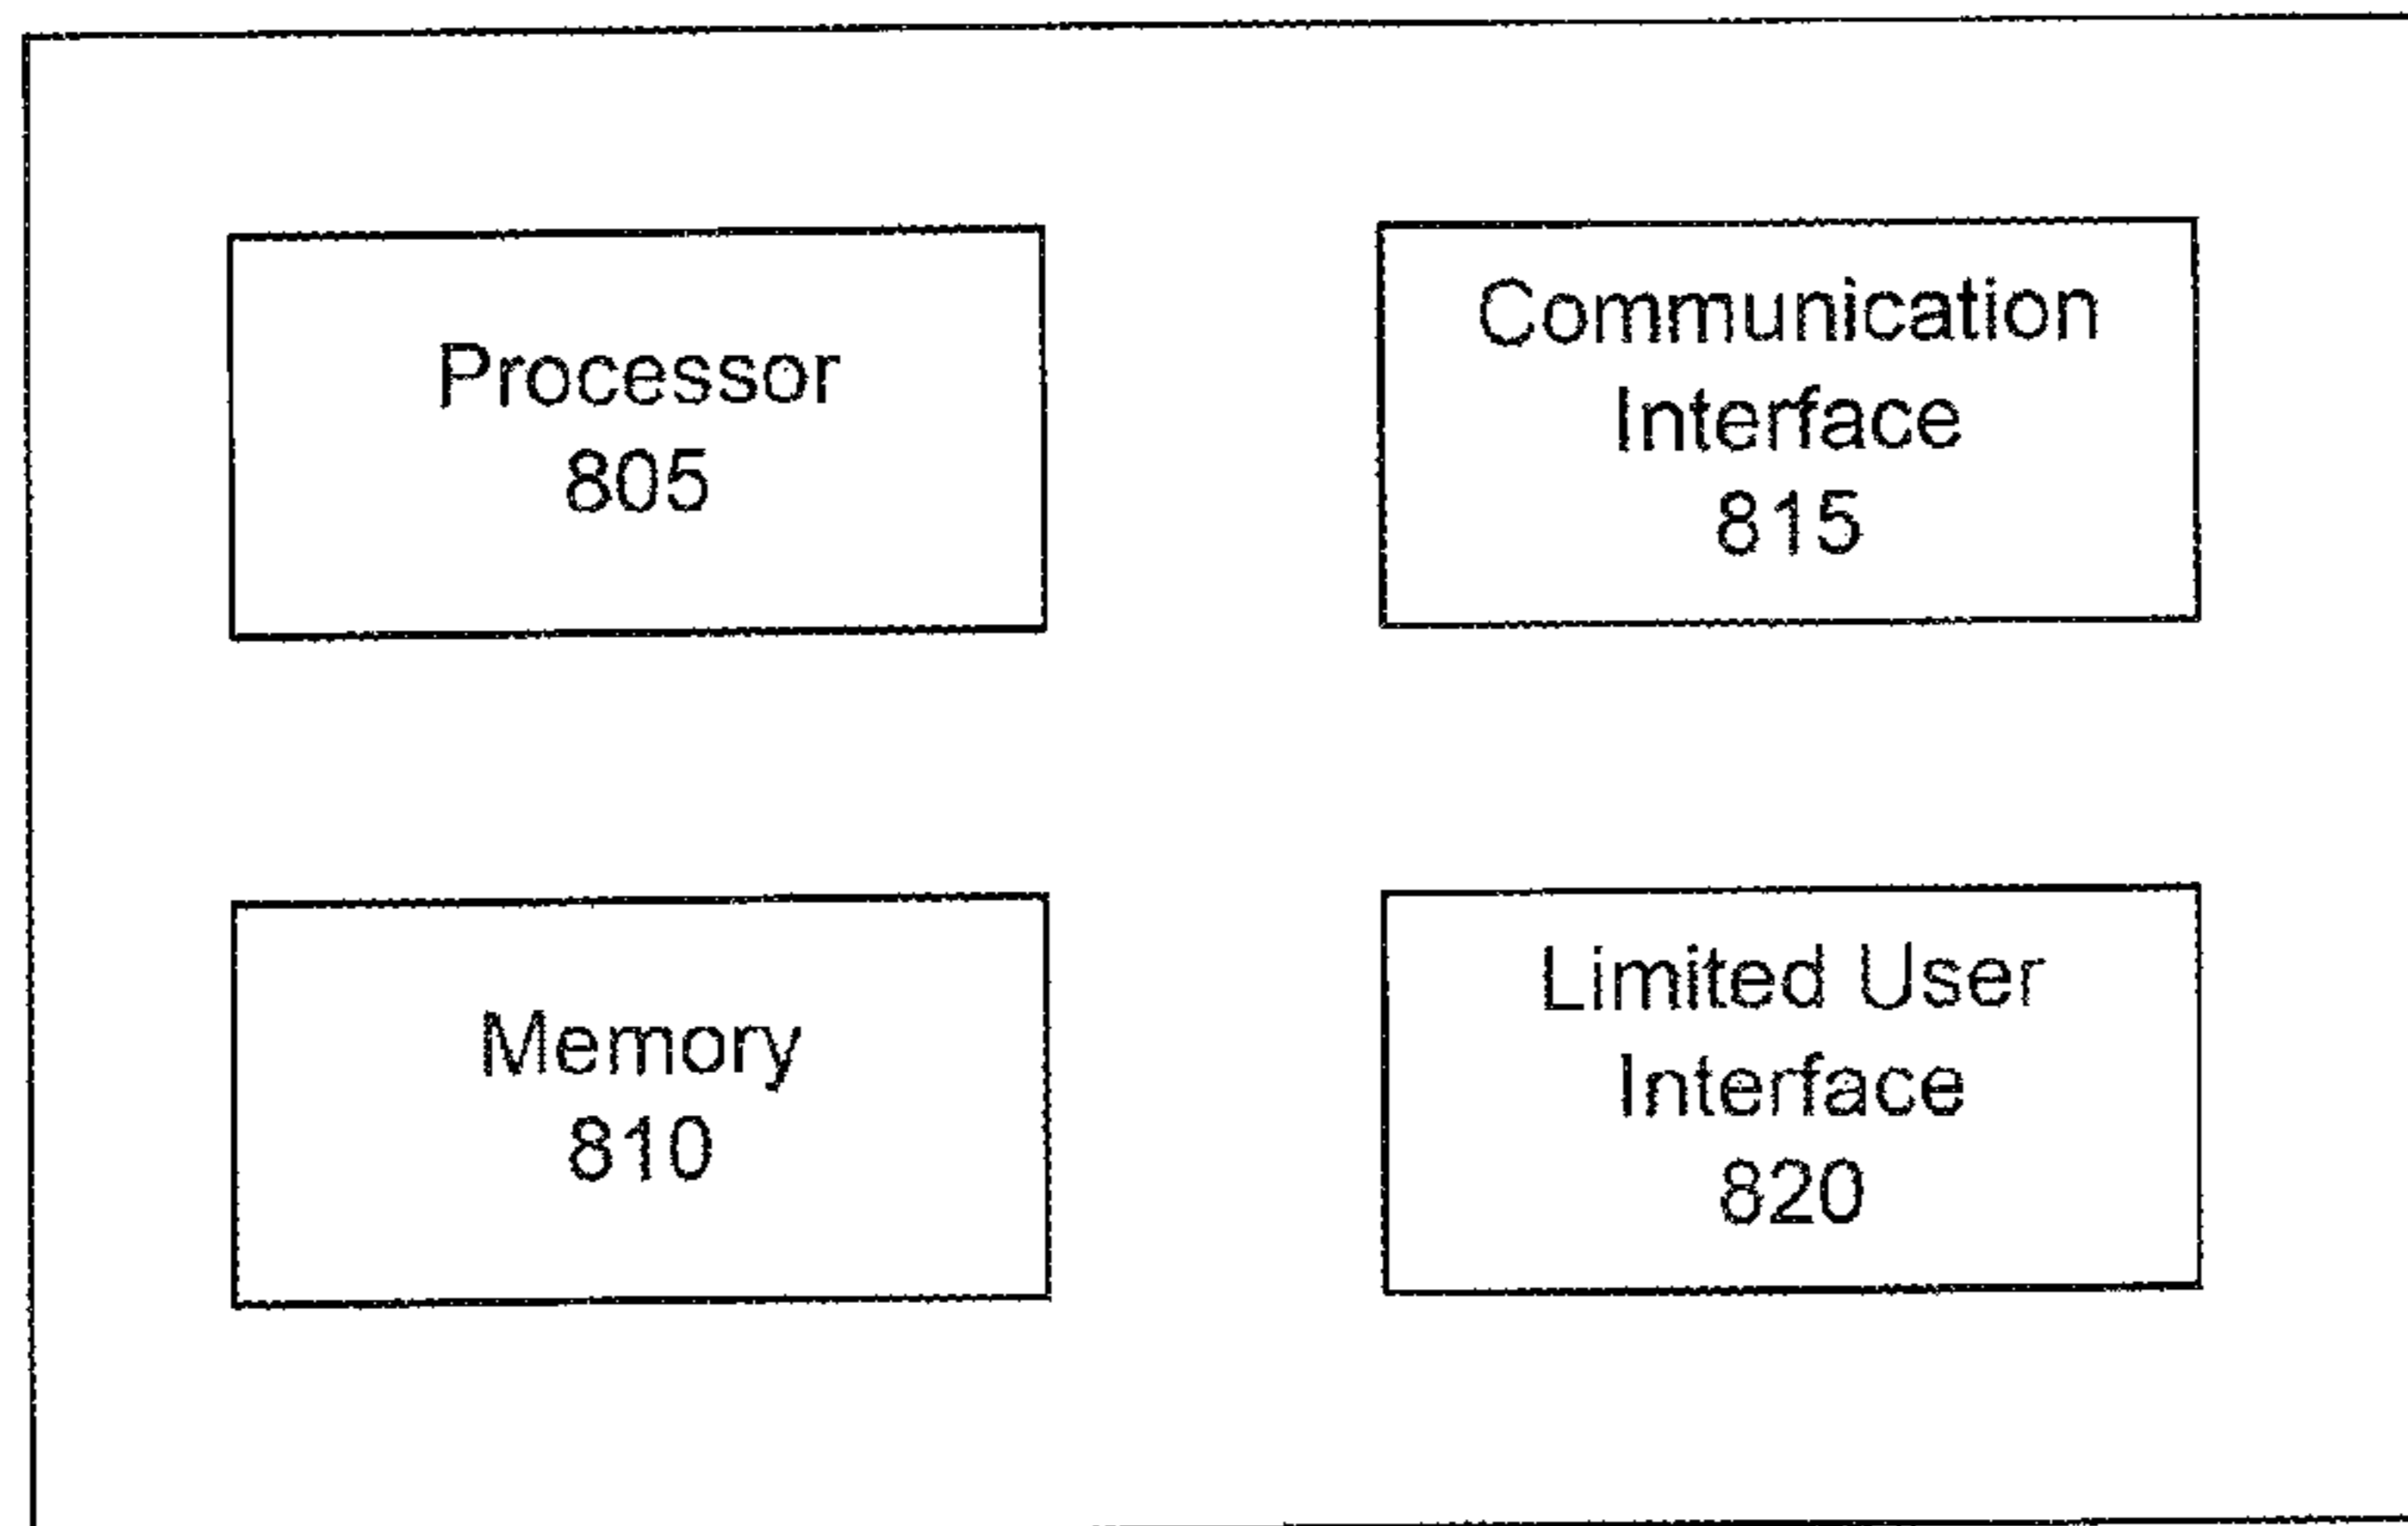 Processor
805
Communication
Interface
815
Memory
810
Limited User
Interface
820